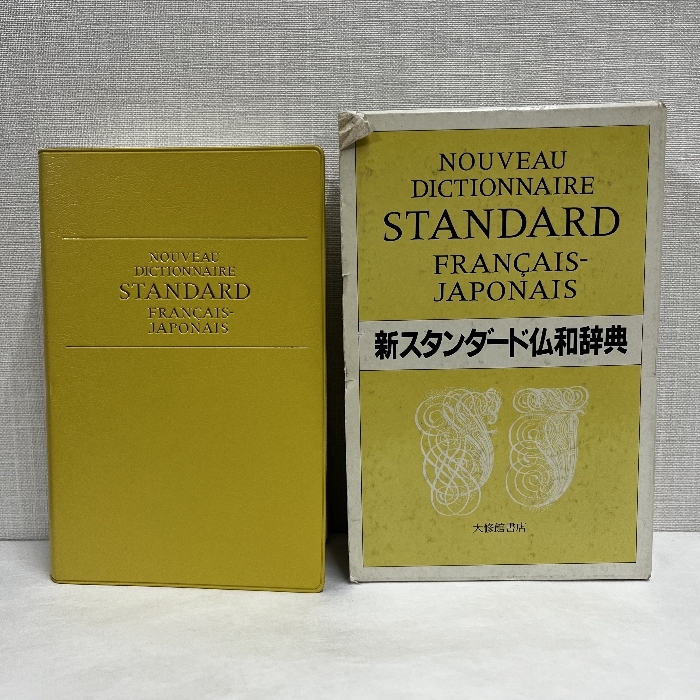 NOUVEAU
DICTIONNAIRE
STANDARD
FRANÇAIS-
JAPONAIS
NOUVEAU
DICTIONNAIRE
STANDARD
FRANÇAIS-
JAPONAIS
新スタンダード仏和辞典
大修館書店